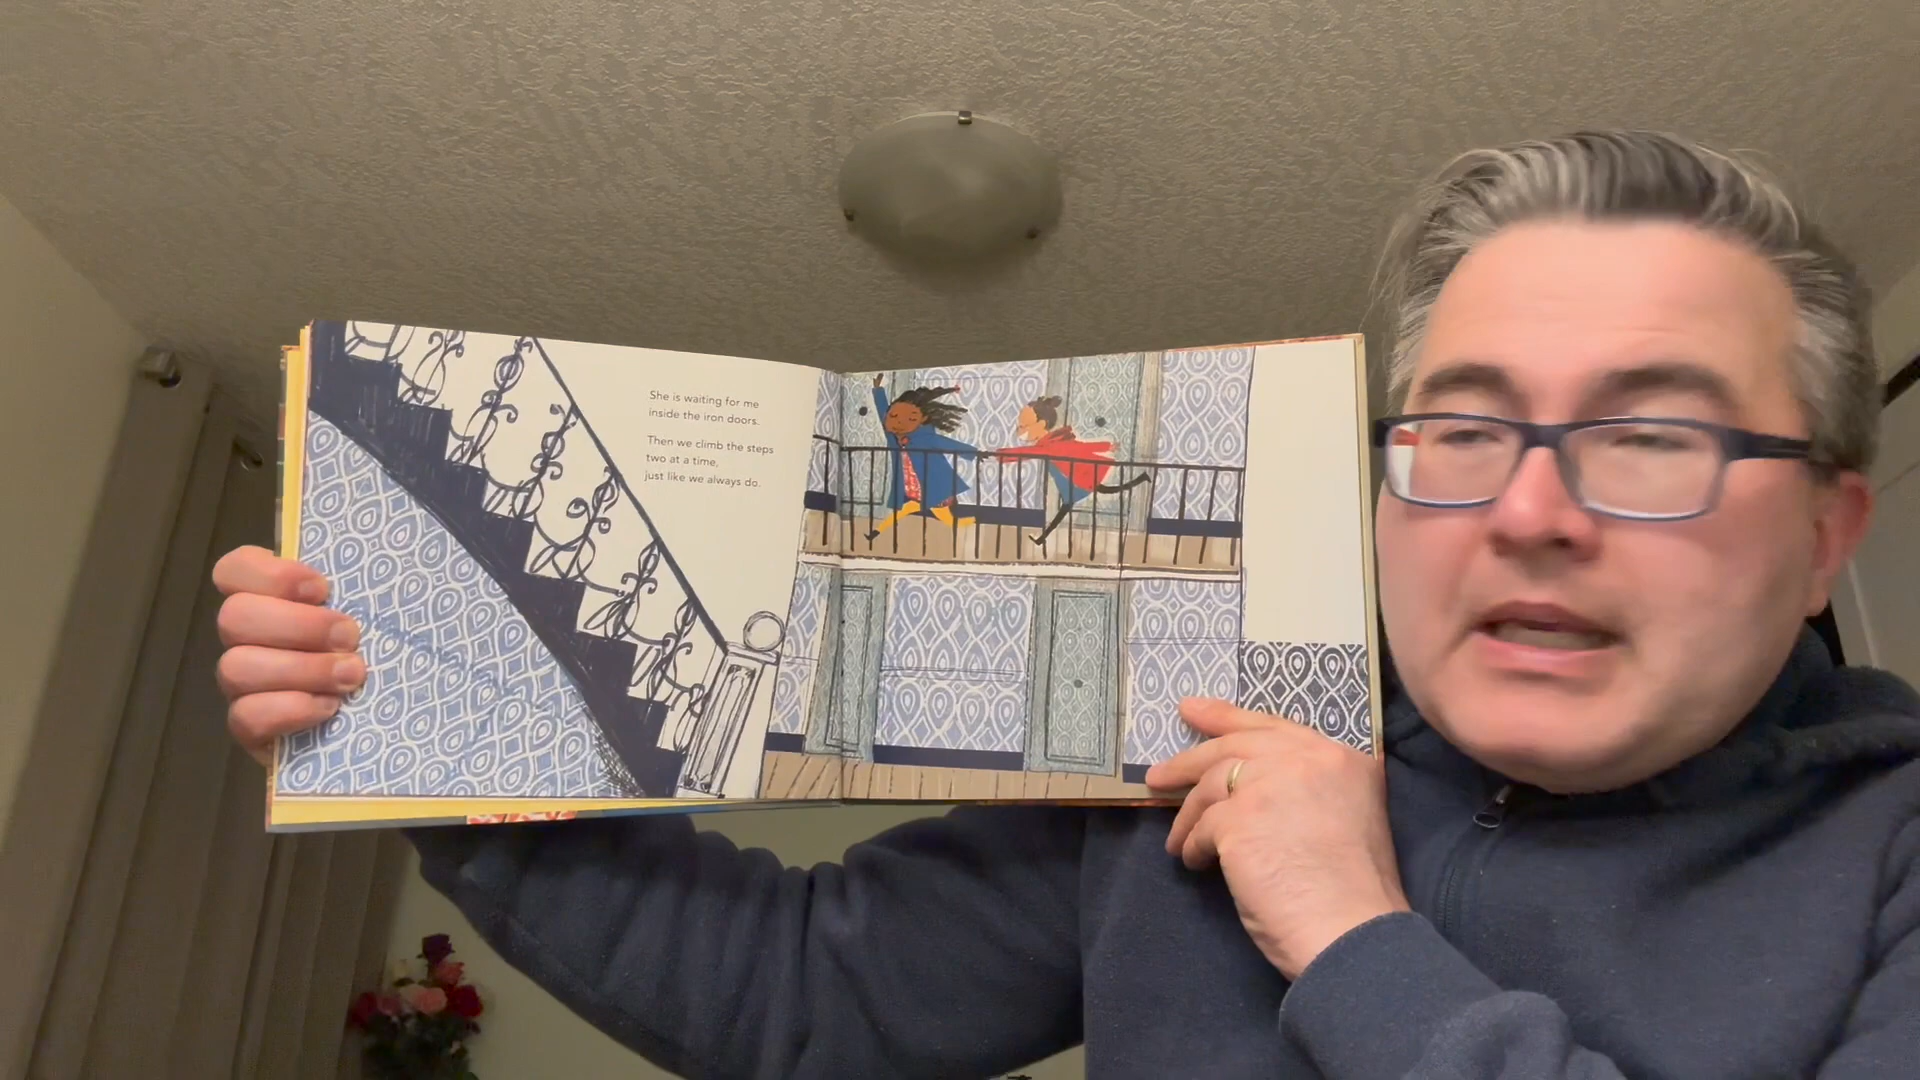 She is waiting for me
inside the iron doors.
Then we climb the steps
two at a time,
just like we always do.